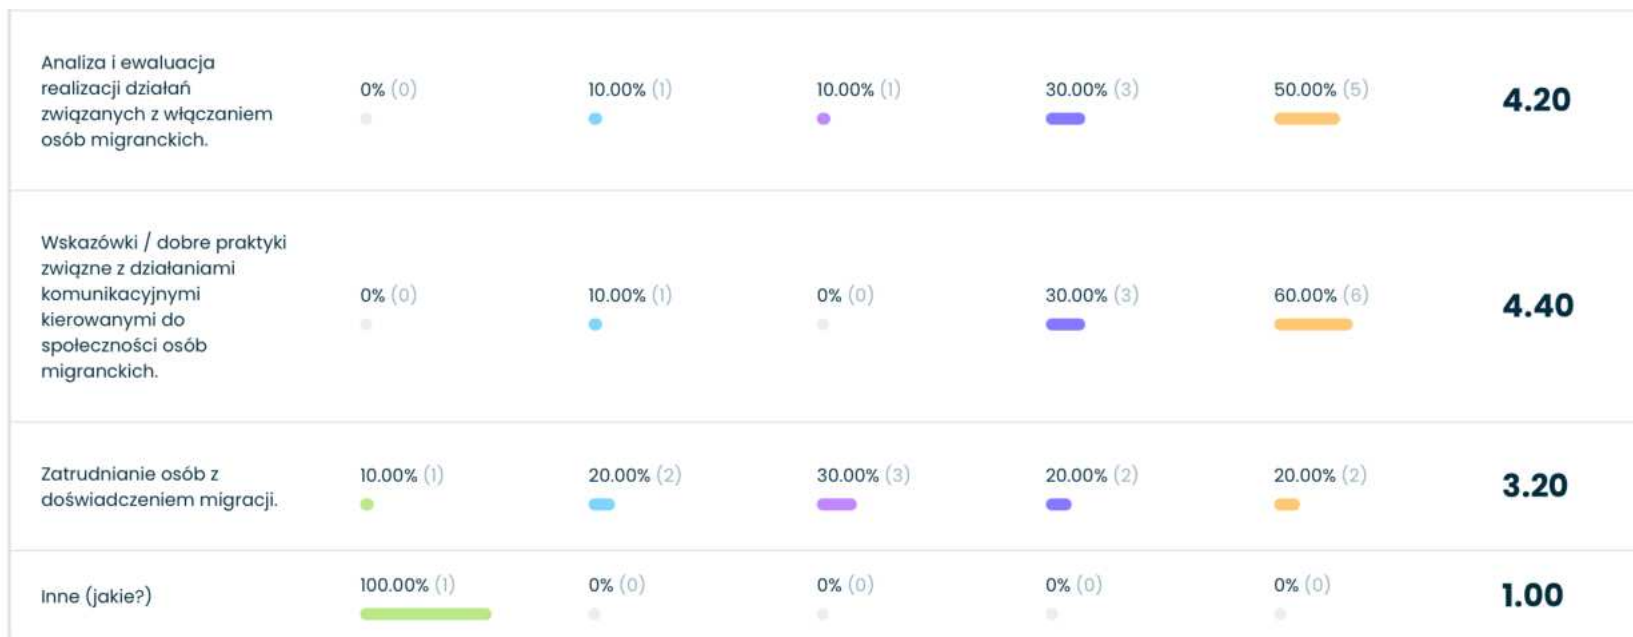 Analiza i ewaluacja
realizacji działań
związanych z włączaniem
osób migranckich.
0% (0)
10.00% (1)
10.00% (1)
30.00% (3)
50.00% (5)
4.20
Wskazówki / dobre praktyki
związne z działaniami
komunikacyjnymi
kierowanymi do
społeczności osób
migranckich.
0% (0)
10.00% (1)
0% (0)
30.00% (3)
60.00% (6)
4.40
Zatrudnianie osób z
doświadczeniem migracji.
10.00% (1)
20.00% (2)
30.00% (3)
20.00% (2)
20.00% (2)
3.20
Inne (jakie?)
100.00% (1)
0% (0)
0% (0)
0% (0)
0% (0)
1.00